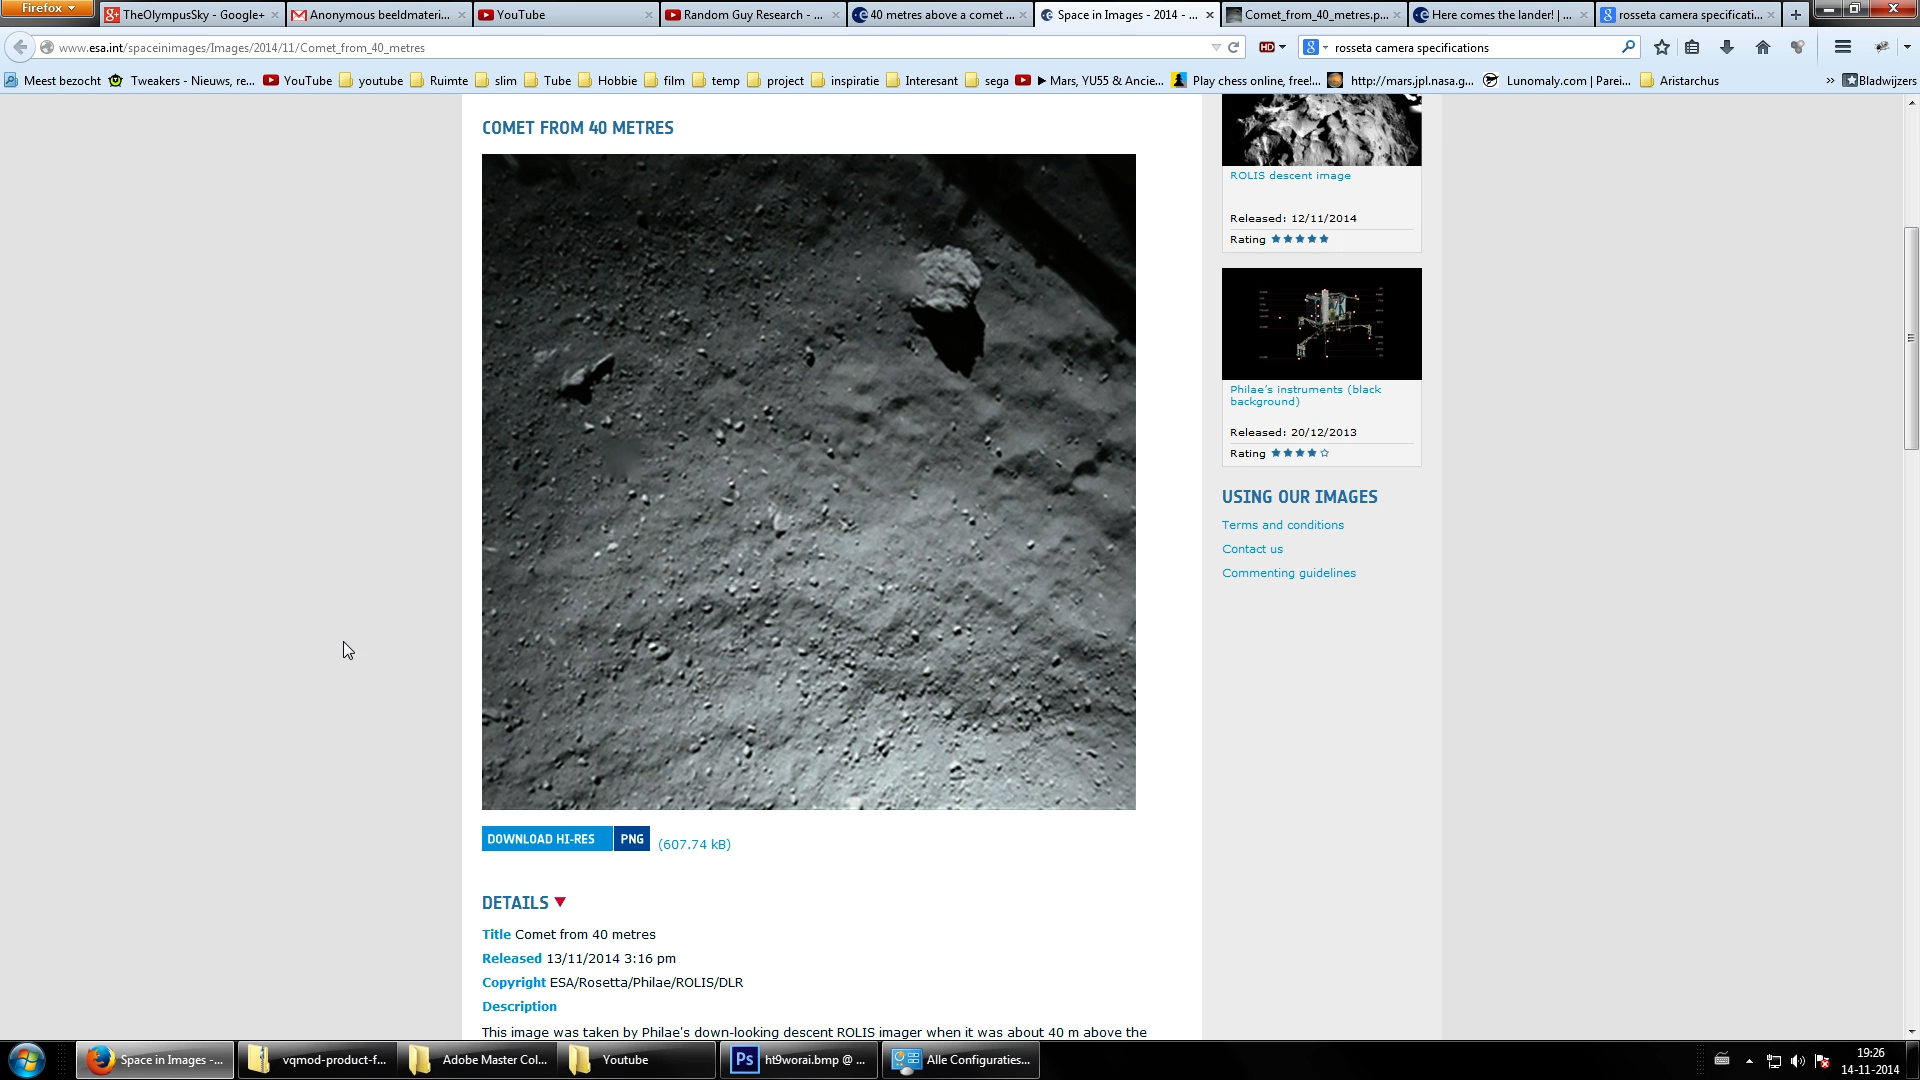 Firefox
TheOlympusSky - Google+
Anonymous beeldmateri...
YouTube
Random Guy Research - ...
40 metres above a comet ...
Space in Images - 2014 - ...
Comet_from_40_metres.p...
Here comes the lander! | ...
rosseta camera specificati...
www.esa.int/spaceinimages/Images/2014/11/Comet_from_40_metres
HD
rosseta camera specifications
Meest bezocht
Tweakers - Nieuws, re...
YouTube
youtube
Ruimte
slim
Tube
Hobbie
film
temp
project
inspiratie
Interesant
sega
▶ Mars, YU55 & Ancie...
Play chess online, free!...
http://mars.jpl.nasa.g...
Lunomaly.com | Parei...
Aristarchus
»
Bladwijzers
COMET FROM 40 METRES
ROLIS descent image
Released: 12/11/2014
Rating ★★★★★
Philae's instruments (black
background)
Released: 20/12/2013
Rating ★★★★☆
USING OUR IMAGES
Terms and conditions
Contact us
Commenting guidelines
DOWNLOAD HI-RES PNG (607.74 kB)
DETAILS
Title Comet from 40 metres
Released 13/11/2014 3:16 pm
Copyright ESA/Rosetta/Philae/ROLIS/DLR
Description
This image was taken by Philae's down-looking descent ROLIS imager when it was about 40 m above the
Space in Images -...
vqmod-product-f...
Adobe Master Col...
Youtube
Ps
ht9worai.bmp @ ...
Alle Configuraties...
19:26
14-11-2014